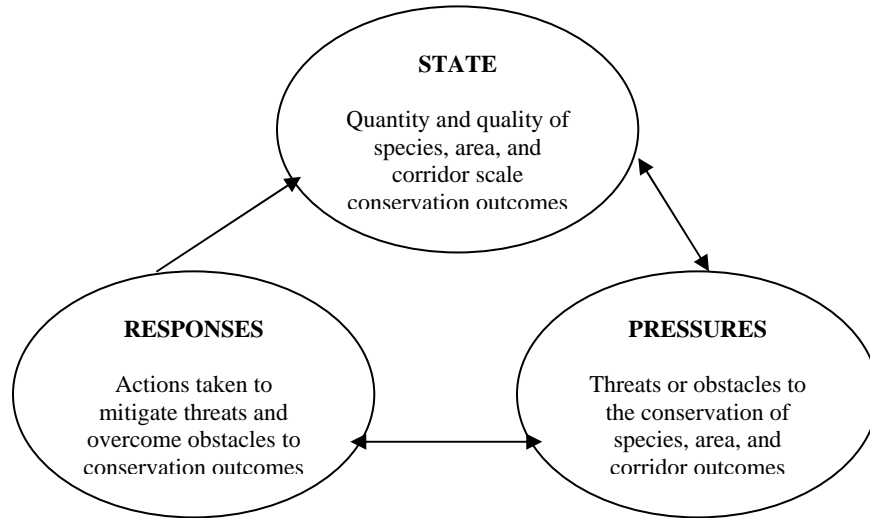 STATE
Quantity and quality of
species, area, and
corridor scale
conservation outcomes
RESPONSES
Actions taken to
mitigate threats and
overcome obstacles to
conservation outcomes
PRESSURES
Threats or obstacles to
the conservation of
species, area, and
corridor outcomes